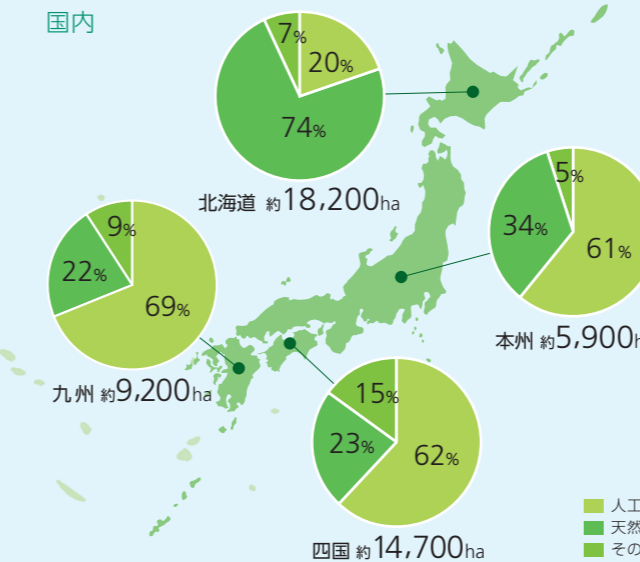 国内
7%
20%
74%
北海道 約18,200ha
5%
34%
61%
本州 約5,900h
9%
22%
69%
九州 約9,200ha
15%
23%
62%
四国 約14,700ha
人工
天然
その